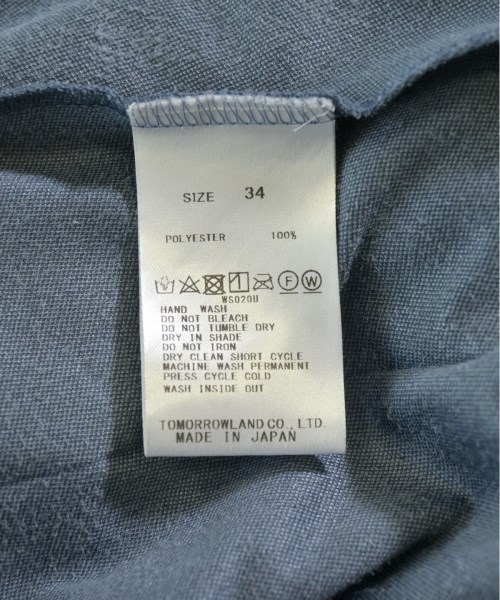 SIZE 34
POLYESTER 100%
F W
WS020U
HAND WASH
DO NOT BLEACH
DO NOT TUMBLE DRY
DRY IN SHADE
DO NOT IRON
DRY CLEAN SHORT CYCLE
MACHINE WASH PERMANENT
PRESS CYCLE COLD
WASH INSIDE OUT
TOMORROWLAND CO., LTD.
MADE IN JAPAN